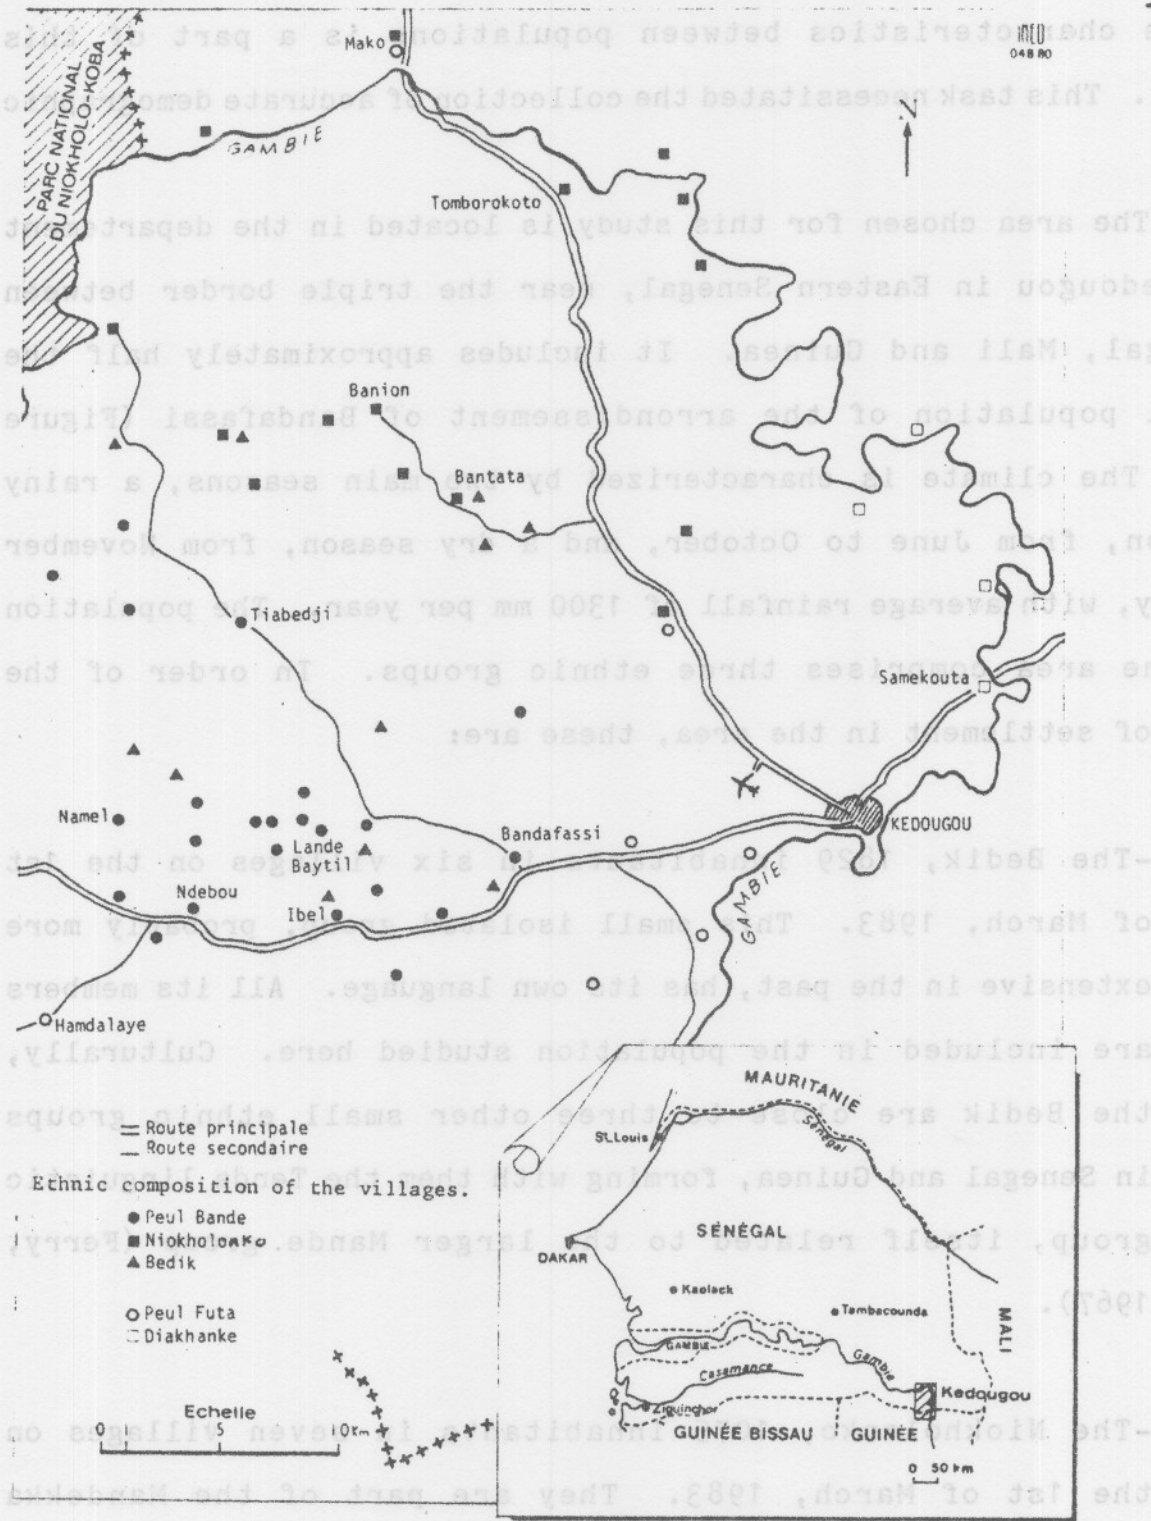 INED
04880
Mako
PARC NATIONAL
DU NIOKHOLO-KOBA
GAMBIE
N
Tomborokoto
Banion
Bantata
Tiabedji
Samekouta
KEDOUGOU
Namel
Lande
Baytil
Bandafassi
Ndebou
Ibel
GAMBIE
Hamdalaye
Route principale
Route secondaire
Ethnic composition of the villages.
Peul Bande
Niokholonko
Bedik
Peul Futa
Diakhanke
Echelle
0 5 10 km
MAURITANIE
St. Louis
Sénégal
SÉNÉGAL
DAKAR
Kaolack
Tambacounda
MALI
GAMBIE
Gambie
Casamance
Kedougou
Ziguinchor
GUINÉE BISSAU
GUINÉE
0 50 km
e characteristics between populations is a part of this
. This task necessitated the collection of accurate demographic
The area chosen for this study is located in the department
edougou in Eastern Senegal, near the triple border between
gal, Mali and Guinea. It includes approximately half the
population of the arrondissement of Bandafassi (Figure
The climate is characterized by two main seasons, a rainy
on, from June to October, and a dry season, from November
y, with average rainfall of 1300 mm per year. The population
he area comprises three ethnic groups. In order of the
of settlement in the area, these are:
-The Bedik, 1829 inhabitants in six villages on the 1st
of March, 1983. This small isolated group, probably more
extensive in the past, has its own language. All its members
are included in the population studied here. Culturally,
the Bedik are close to three other small ethnic groups
in Senegal and Guinea, forming with them the Tenda linguistic
group, itself related to the larger Mande group (Ferry,
1967).
-The Niokholonko, inhabitants in seven villages on
the 1st of March, 1983. They are part of the Mandekka